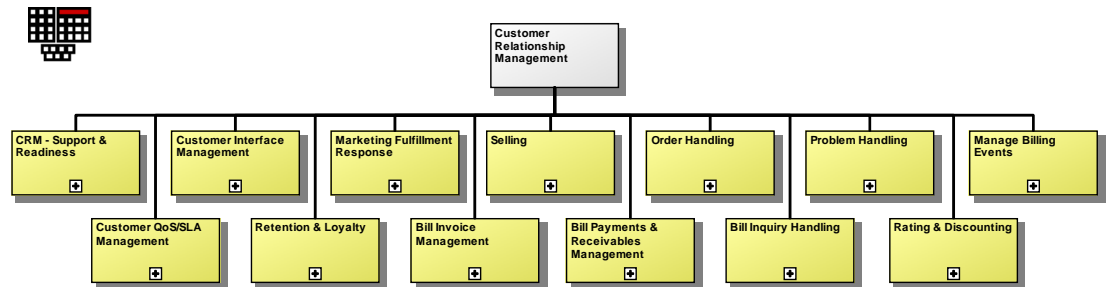 Customer
Relationship
Management
CRM - Support &
Readiness
Customer Interface
Management
Marketing Fulfillment
Response
Selling
Order Handling
Problem Handling
Manage Billing
Events
Customer QoS/SLA
Management
Retention & Loyalty
Bill Invoice
Management
Bill Payments &
Receivables
Management
Bill Inquiry Handling
Rating & Discounting